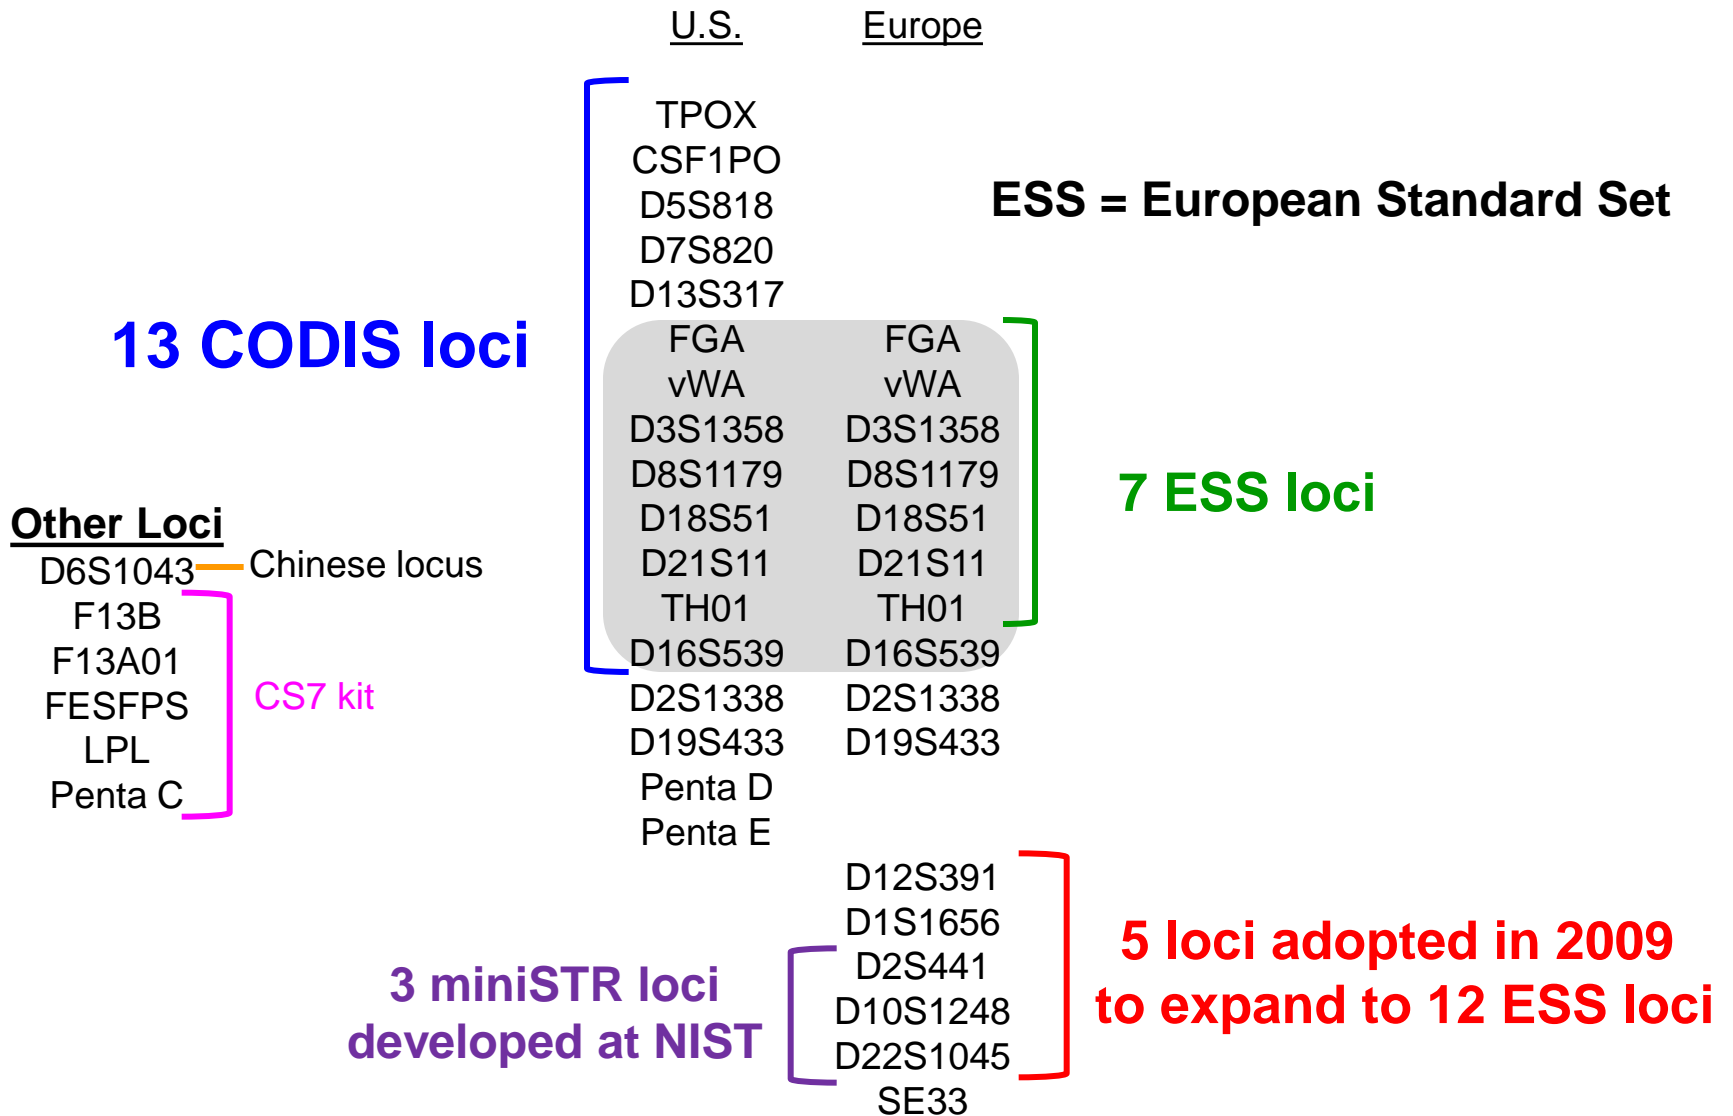 U.S. Europe
TPOX
CSF1PO
D5S818
D7S820
D13S317
ESS = European Standard Set
13 CODIS loci
FGA FGA
vWA vWA
D3S1358 D3S1358
D8S1179 D8S1179
D18S51 D18S51
D21S11 D21S11
TH01 TH01
D16S539 D16S539
D2S1338 D2S1338
D19S433 D19S433
Penta D
Penta E
7 ESS loci
Other Loci
D6S1043 Chinese locus
F13B
F13A01
FESFPS
LPL
Penta C
CS7 kit
D12S391
D1S1656
D2S441
D10S1248
D22S1045
SE33
3 miniSTR loci
developed at NIST
5 loci adopted in 2009
to expand to 12 ESS loci